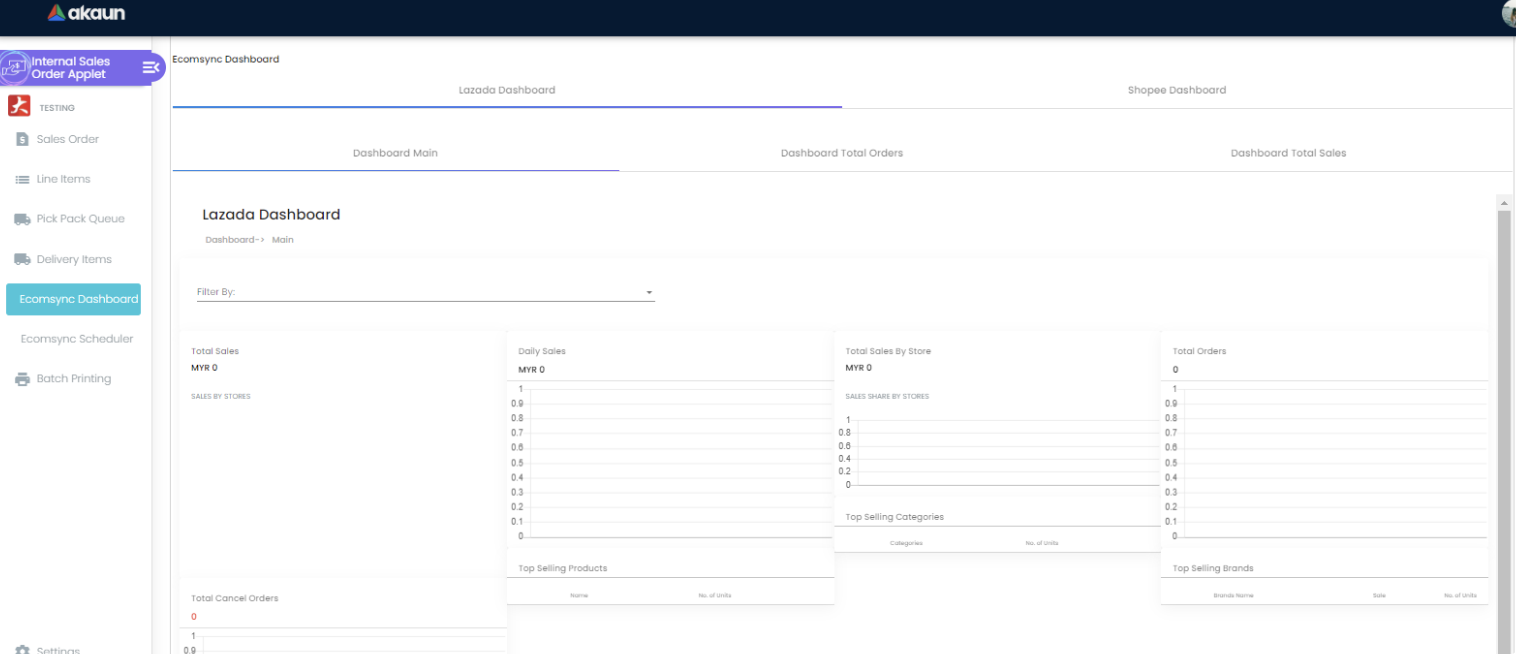 akaun
Internal Sales
Order Applet
TESTING
Sales Order
Line Items
Pick Pack Queue
Delivery Items
Ecomsync Dashboard
Ecomsync Scheduler
Batch Printing
Settings
Ecomsync Dashboard
Lazada Dashboard
Shopee Dashboard
Dashboard Main
Dashboard Total Orders
Dashboard Total Sales
Lazada Dashboard
Dashboard-> Main
Filter By:
Total Sales
MYR 0
SALES BY STORES
Daily Sales
MYR 0
1
0.9
0.8
0.7
0.6
0.5
0.4
0.3
0.2
0.1
0
Total Sales By Store
MYR 0
SALES SHARE BY STORES
1
0.8
0.6
0.4
0.2
0
Total Orders
0
1
0.9
0.8
0.7
0.6
0.5
0.4
0.3
0.2
0.1
0
Top Selling Categories
Categories No. of Units
Top Selling Products
Name No. of Units
Top Selling Brands
Brands Name Sale No. of Units
Total Cancel Orders
0
1
0.9